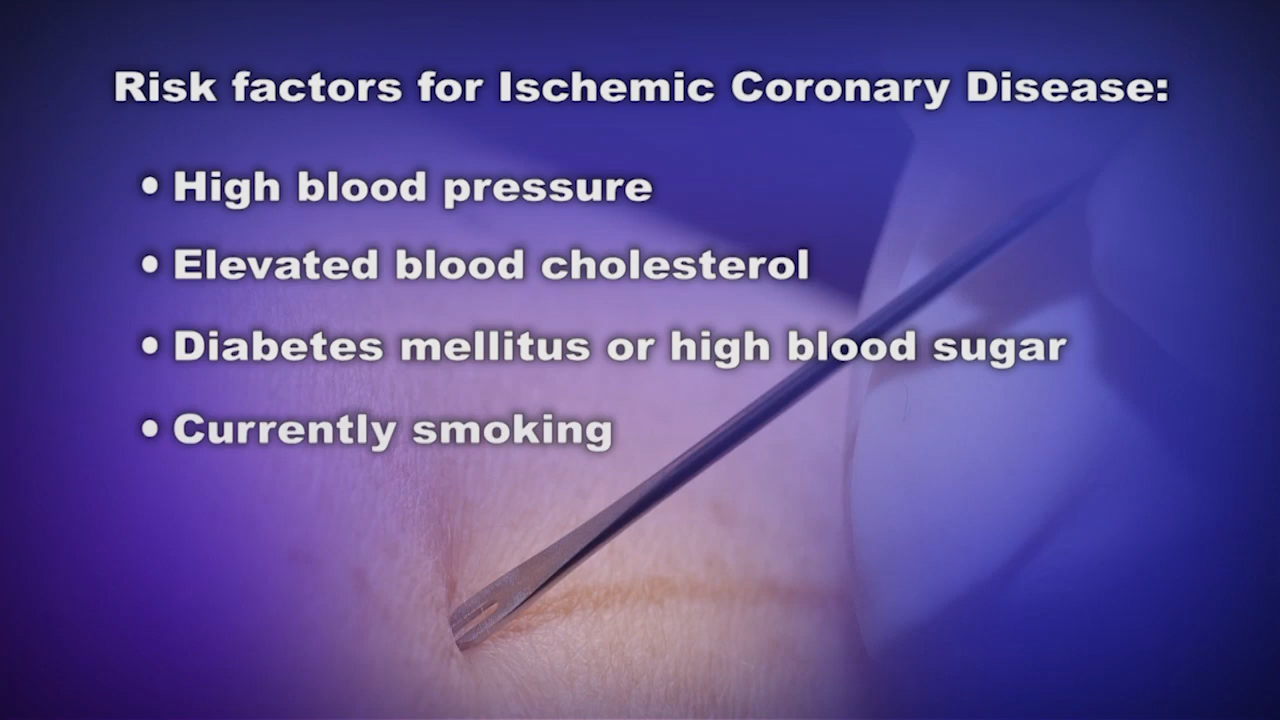 Risk factors for Ischemic Coronary Disease:
• High blood pressure
• Elevated blood cholesterol
• Diabetes mellitus or high blood sugar
• Currently smoking